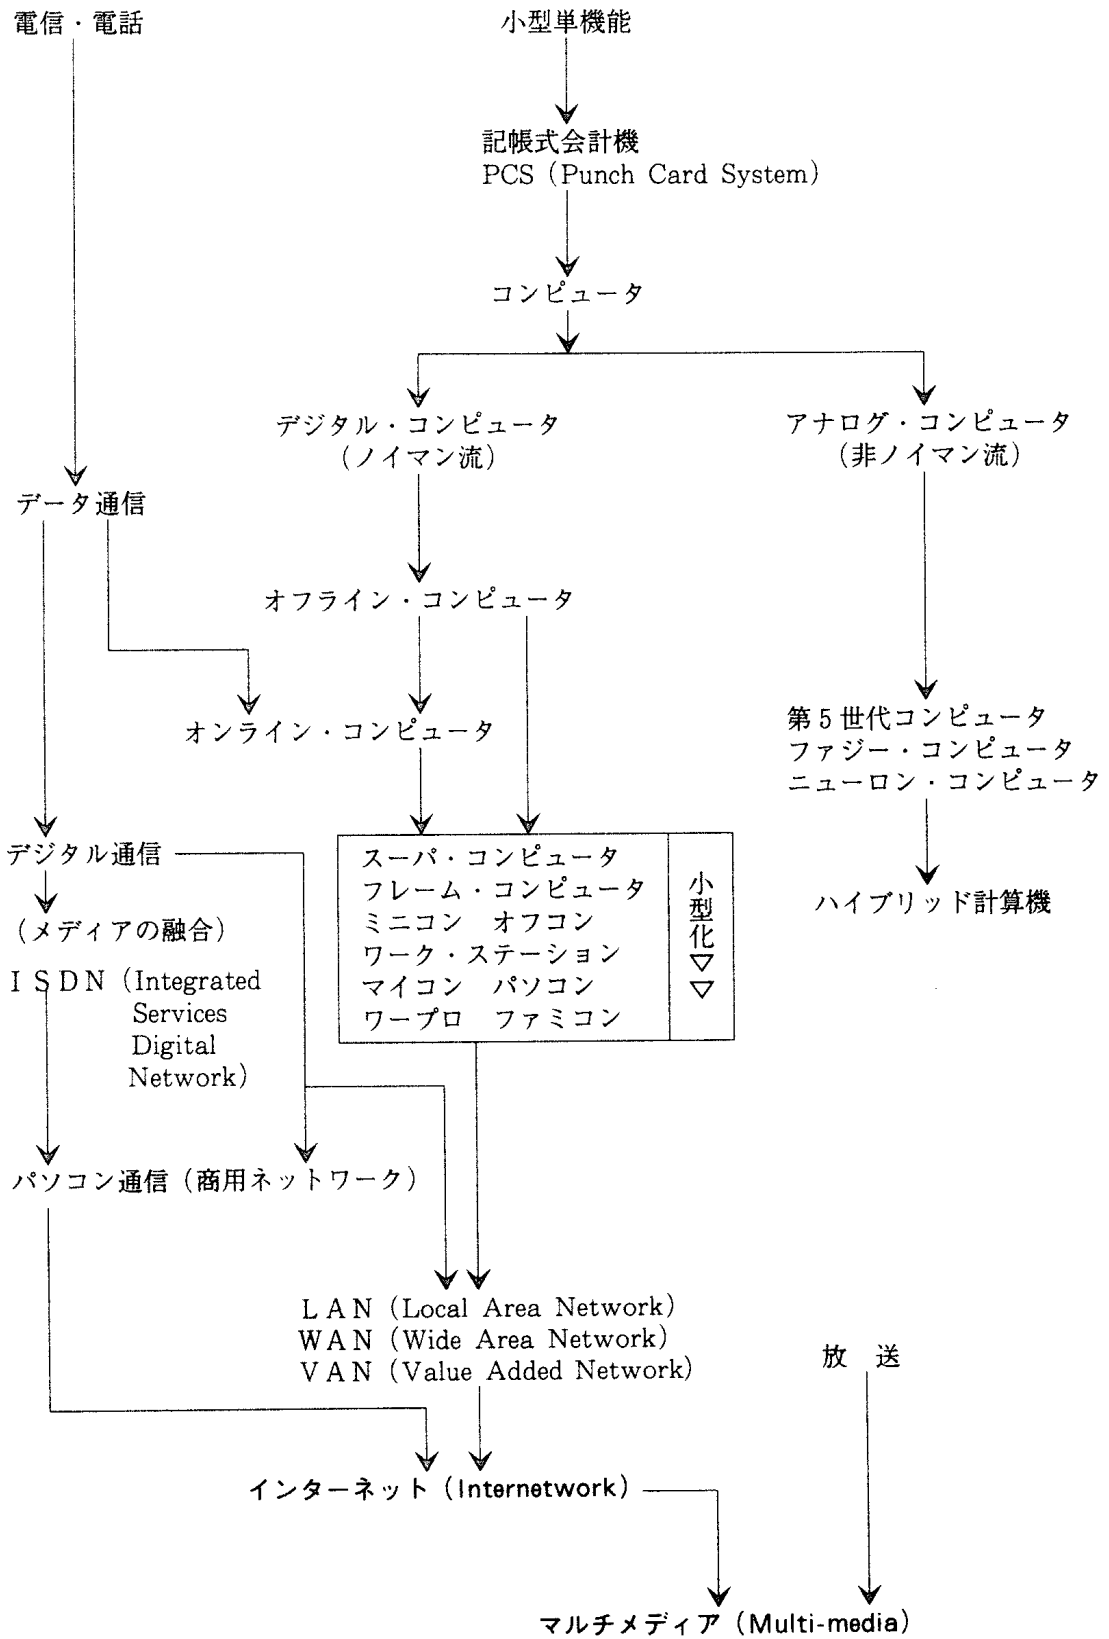 電信・電話
小型単機能
記帳式会計機
PCS (Punch Card System)
コンピュータ
デジタル・コンピュータ
(ノイマン流)
アナログ・コンピュータ
(非ノイマン流)
データ通信
オフライン・コンピュータ
オンライン・コンピュータ
第5世代コンピュータ
ファジー・コンピュータ
ニューロン・コンピュータ
デジタル通信
スーパ・コンピュータ
フレーム・コンピュータ
ミニコン オフコン
ワーク・ステーション
マイコン パソコン
ワープロ ファミコン
小型化▽▽
ハイブリッド計算機
(メディアの融合)
ISDN (Integrated
Services
Digital
Network)
パソコン通信 (商用ネットワーク)
LAN (Local Area Network)
WAN (Wide Area Network)
VAN (Value Added Network)
放 送
インターネット (Internetwork)
マルチメディア (Multi-media)